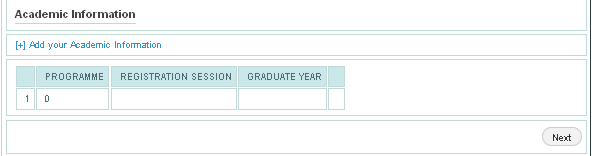 Academic Information
[+] Add your Academic Information
PROGRAMME REGISTRATION SESSION GRADUATE YEAR
1 0
Next